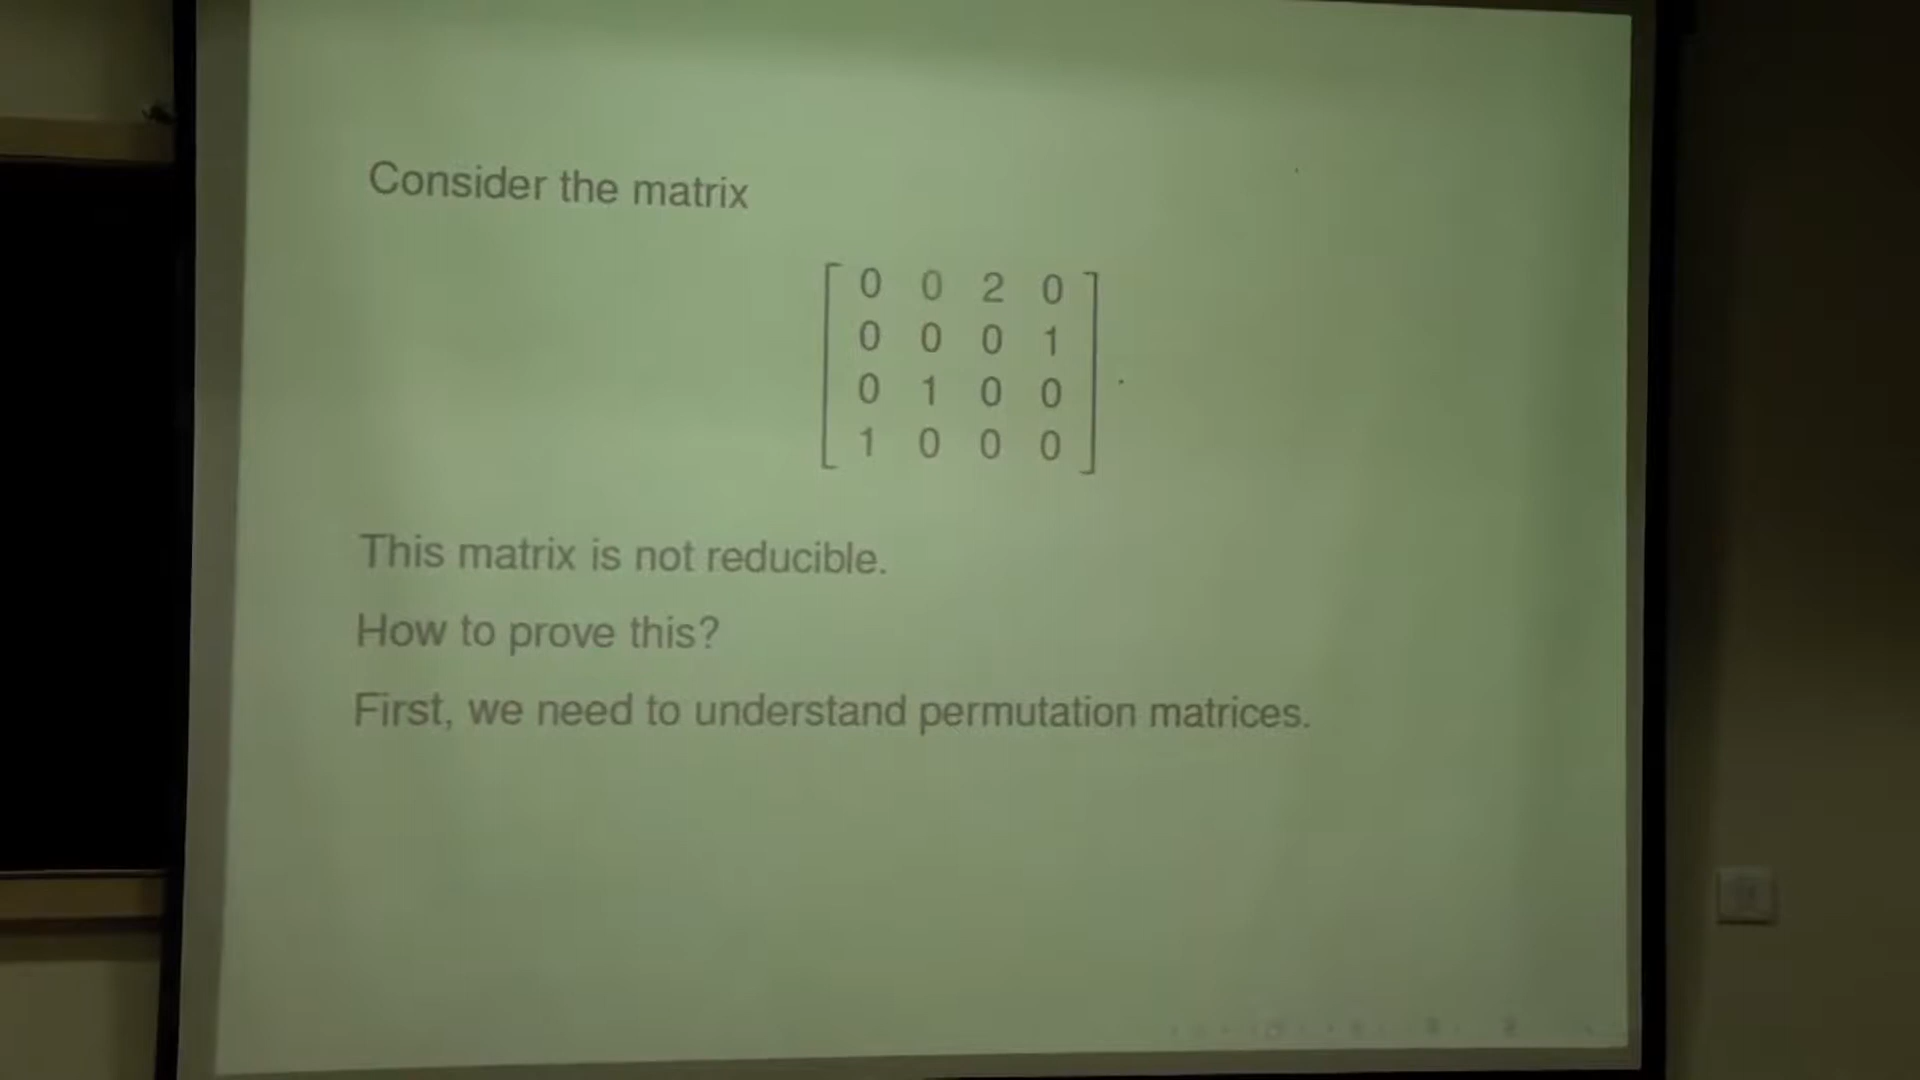 Consider the matrix
0 0 2 0
0 0 0 1
0 1 0 0
1 0 0 0
.
This matrix is not reducible.
How to prove this?
First, we need to understand permutation matrices.